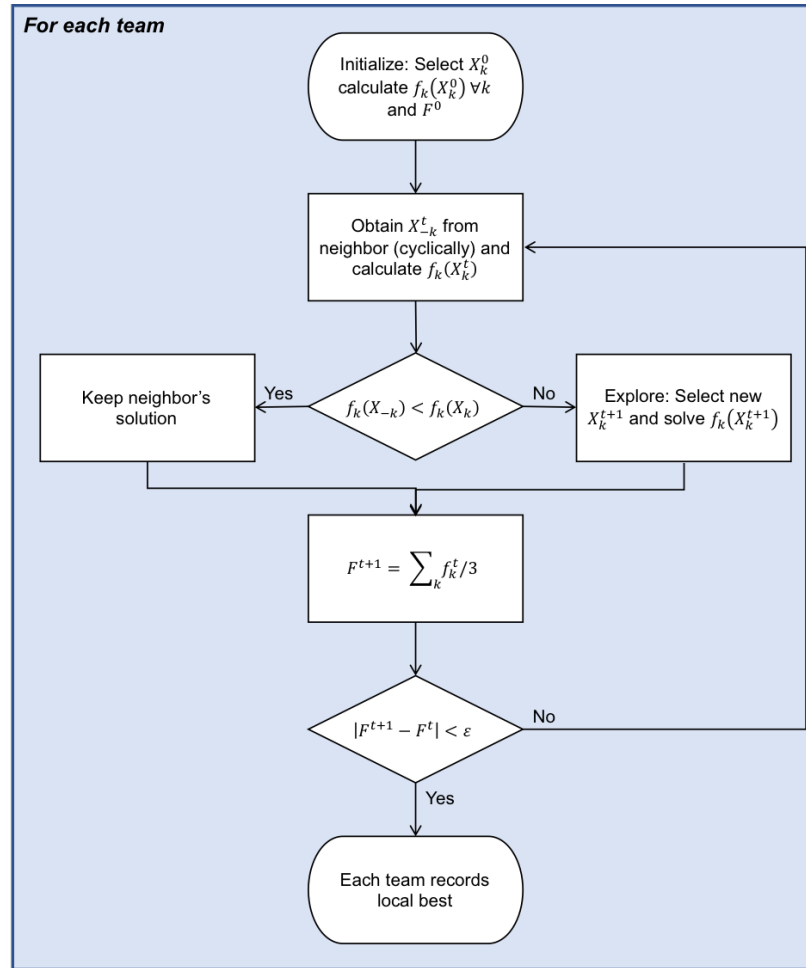 For each team
Initialize: Select $X_k^0$
calculate $f_k(X_k^0)$ ∀k
and $F^0$
Obtain $X_{-k}^t$ from
neighbor (cyclically) and
calculate $f_k(X_k^t)$
Keep neighbor's
solution
Yes
$f_k(X_{-k}) < f_k(X_k)$
No
Explore: Select new
$X_k^{t+1}$ and solve $f_k(X_k^{t+1})$
$F^{t+1} = \sum_k f_k^t/3$
$|F^{t+1} - F^t| < ε$
No
Yes
Each team records
local best